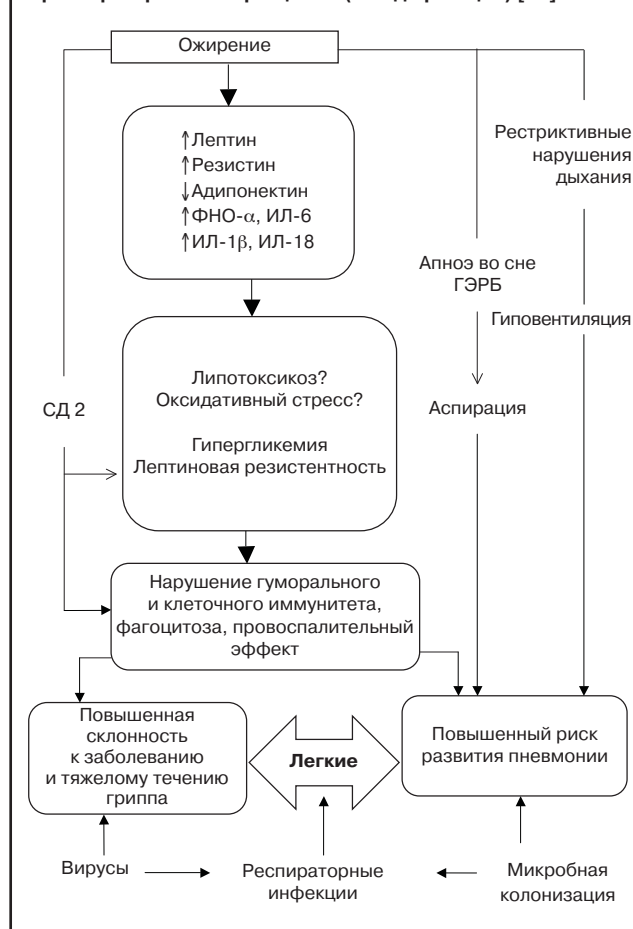 Ожирение
↑Лептин
↑Резистин
↓Адипонектин
↑ФНО-α, ИЛ-6
↑ИЛ-1β, ИЛ-18
Рестриктивные
нарушения
дыхания
Апноэ во сне
ГЭРБ
Гиповентиляция
Липотоксикоз?
Оксидативный стресс?
Гипергликемия
Лептиновая резистентность
СД 2
Аспирация
Нарушение гуморального
и клеточного иммунитета,
фагоцитоза, провоспалительный
эффект
Повышенная
склонность
к заболеванию
и тяжелому течению
гриппа
Легкие
Повышенный риск
развития пневмонии
Вирусы
Респираторные
инфекции
Микробная
колонизация